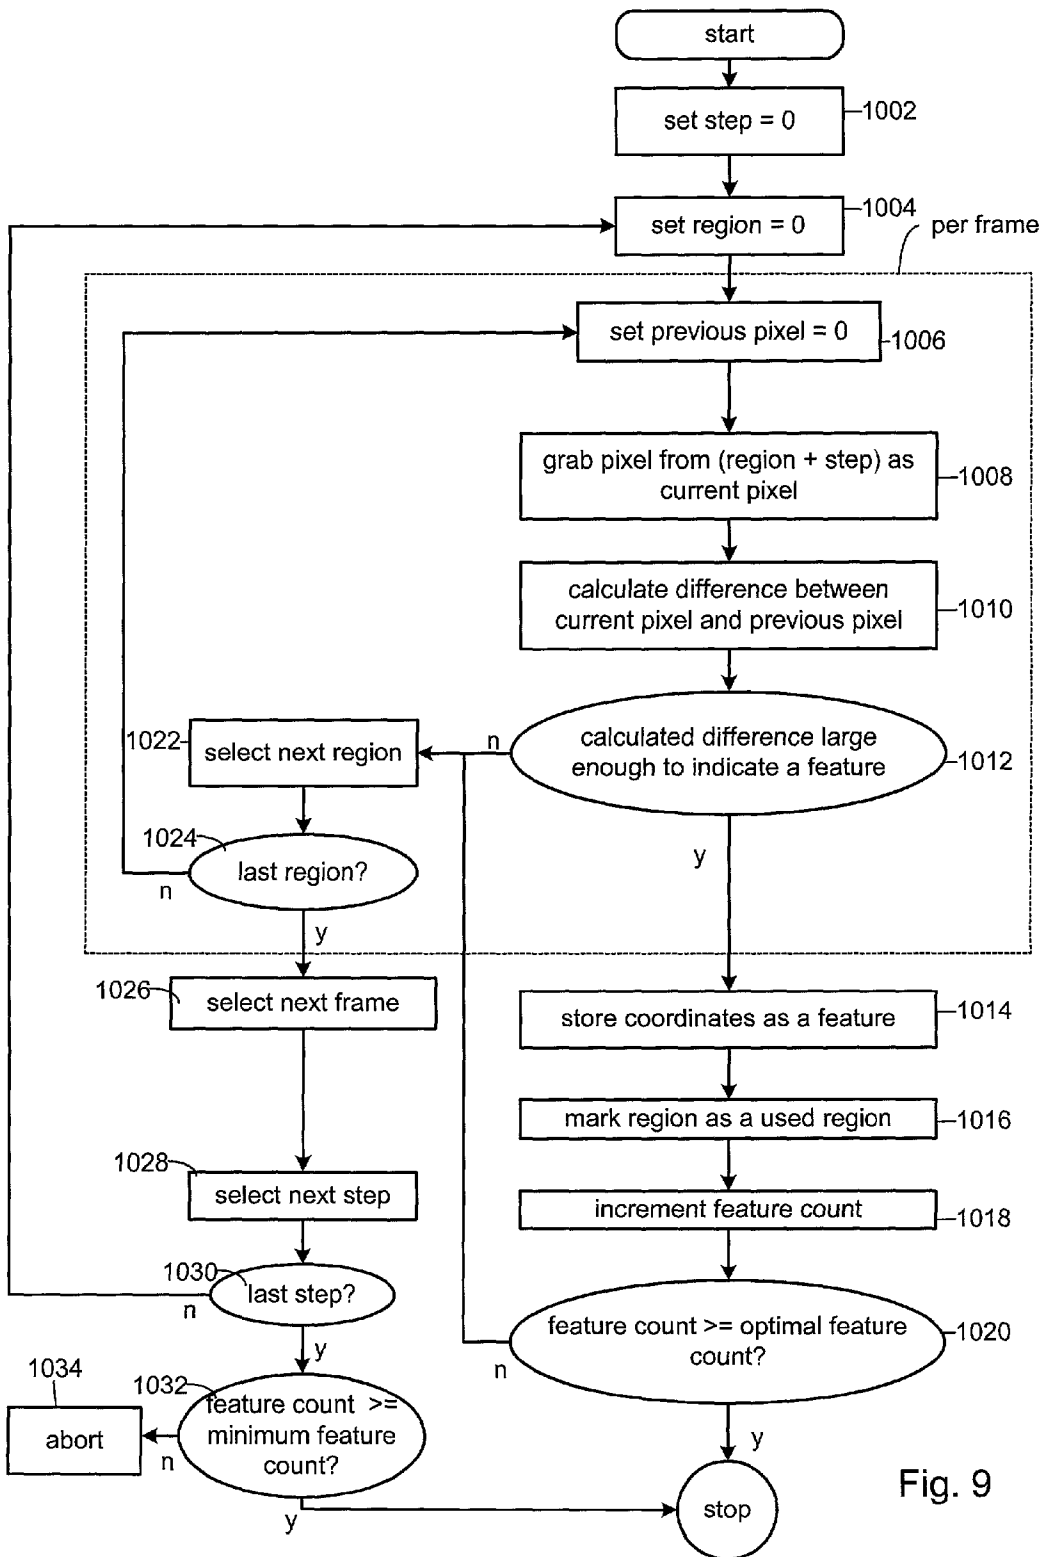 start
set step = 0
1002
set region = 0
1004
per frame
set previous pixel = 0
1006
grab pixel from (region + step) as
current pixel
1008
calculate difference between
current pixel and previous pixel
1010
calculated difference large
enough to indicate a feature
1012
n
y
1022
select next region
1024
last region?
n
y
1026
select next frame
1028
select next step
1030
last step?
n
y
1032
feature count >=
minimum feature
count?
n
y
1034
abort
store coordinates as a feature
1014
mark region as a used region
1016
increment feature count
1018
feature count >= optimal feature
count?
1020
n
y
stop
Fig. 9